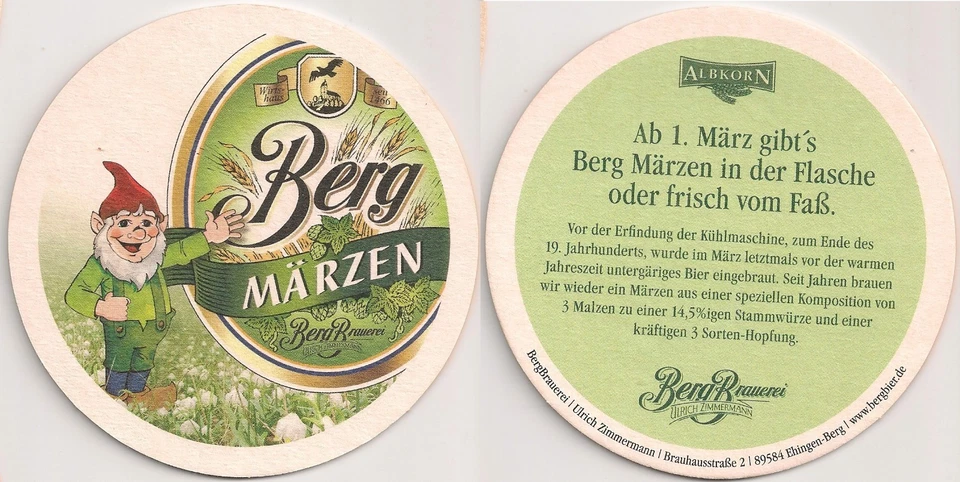 Wirts-
haus
seit
1466
Berg
MÄRZEN
BergBrauerei
ULRICH ZIMMERMANN
ALBKORN
Ab 1. März gibt´s
Berg Märzen in der Flasche
oder frisch vom Faß.
Vor der Erfindung der Kühlmaschine, zum Ende des
19. Jahrhunderts, wurde im März letztmals vor der warmen
Jahreszeit untergäriges Bier eingebraut. Seit Jahren brauen
wir wieder ein Märzen aus einer speziellen Komposition von
3 Malzen zu einer 14,5%igen Stammwürze und einer
kräftigen 3 Sorten-Hopfung.
BergBrauerei
ULRICH ZIMMERMANN
BergBrauerei | Ulrich Zimmermann | Brauhausstraße 2 | 89584 Ehingen-Berg | www.bergbier.de